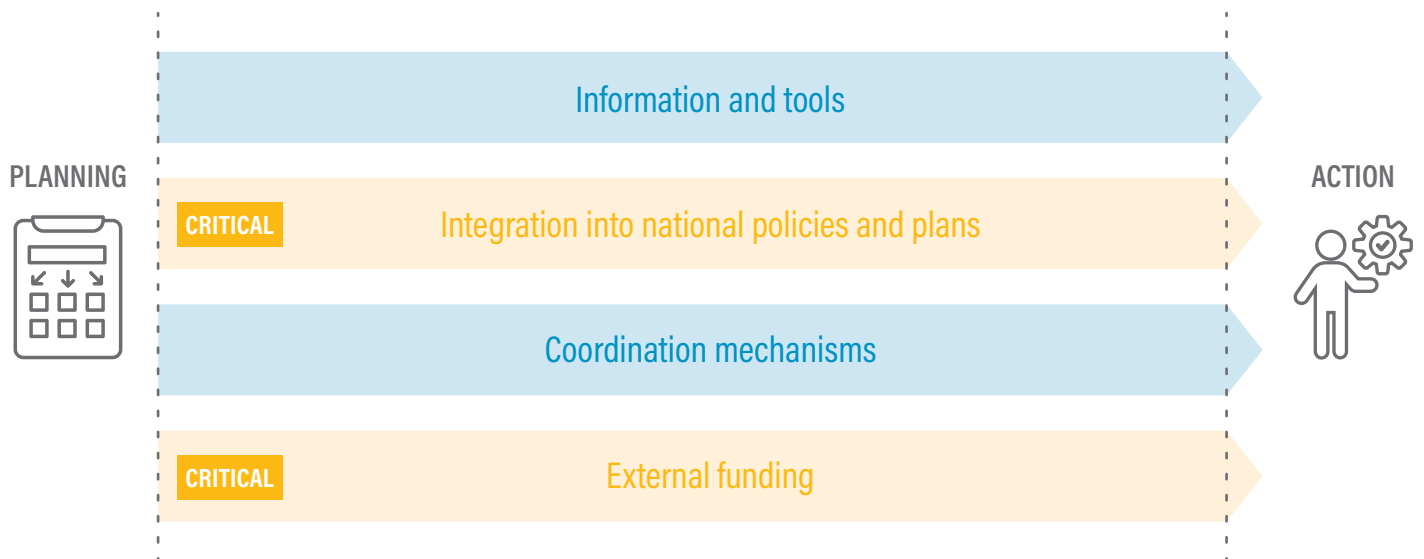 PLANNING
Information and tools
CRITICAL
Integration into national policies and plans
Coordination mechanisms
CRITICAL
External funding
ACTION